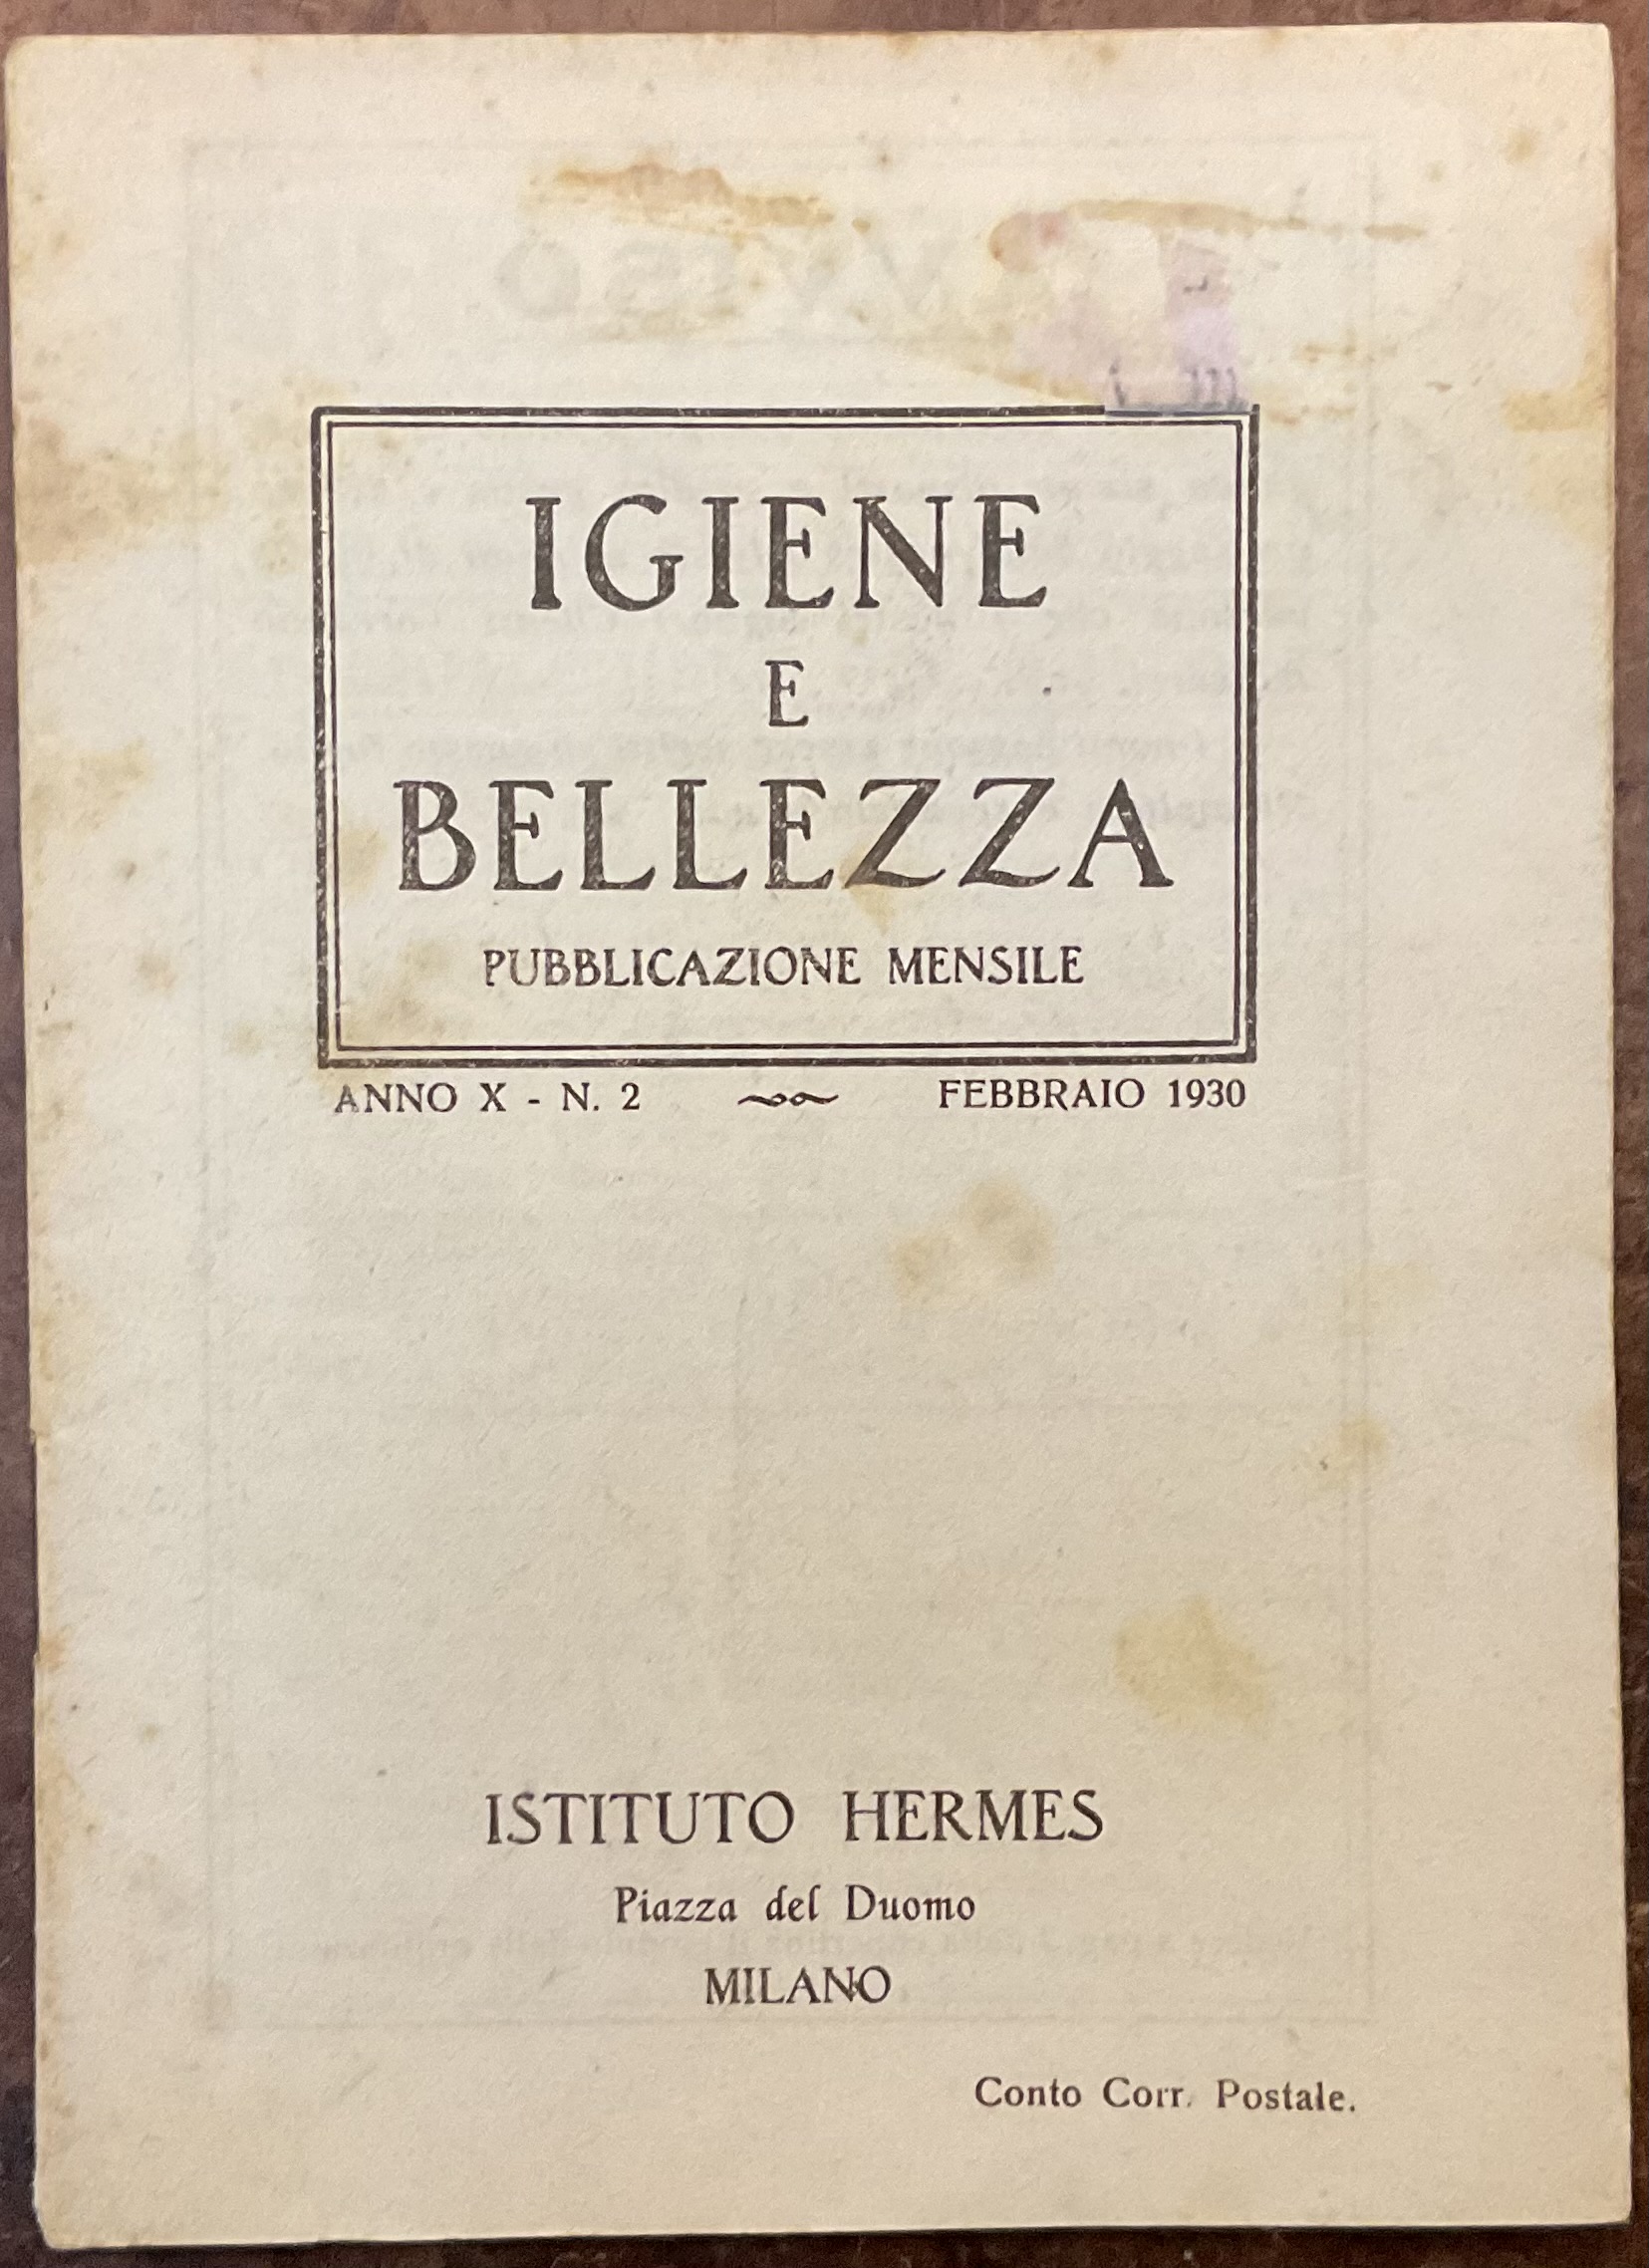 IGIENE
E
BELLEZZA
PUBBLICAZIONE MENSILE
ANNO X - N. 2 FEBBRAIO 1930
ISTITUTO HERMES
Piazza del Duomo
MILANO
Conto Corr. Postale.